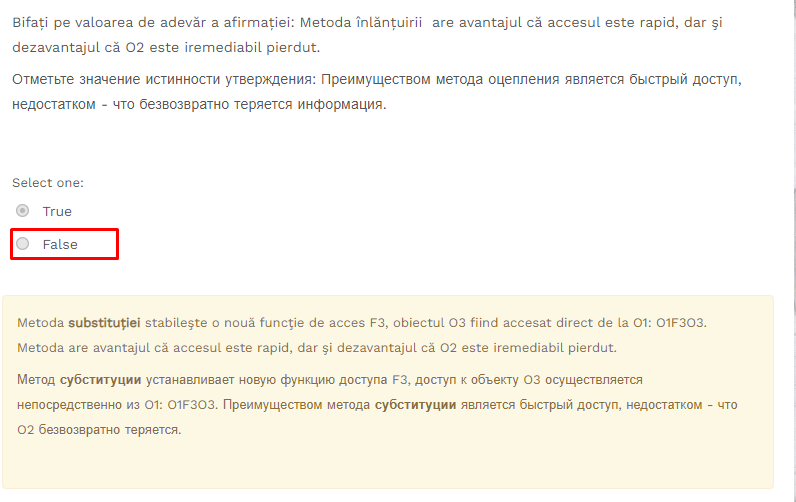 Bifați pe valoarea de adevăr a afirmației: Metoda înlănțuirii are avantajul că accesul este rapid, dar şi
dezavantajul că O2 este iremediabil pierdut.
Отметьте значение истинности утверждения: Преимуществом метода оцепления является быстрый доступ,
недостатком - что безвозвратно теряется информация.
Select one:
True
False
Metoda substituției stabileşte o nouă funcţie de acces F3, obiectul O3 fiind accesat direct de la O1: O1F3O3.
Metoda are avantajul că accesul este rapid, dar şi dezavantajul că O2 este iremediabil pierdut.
Метод субституции устанавливает новую функцию доступа F3, доступ к объекту O3 осуществляется
непосредственно из O1: O1F3O3. Преимуществом метода субституции является быстрый доступ, недостатком - что
O2 безвозвратно теряется.